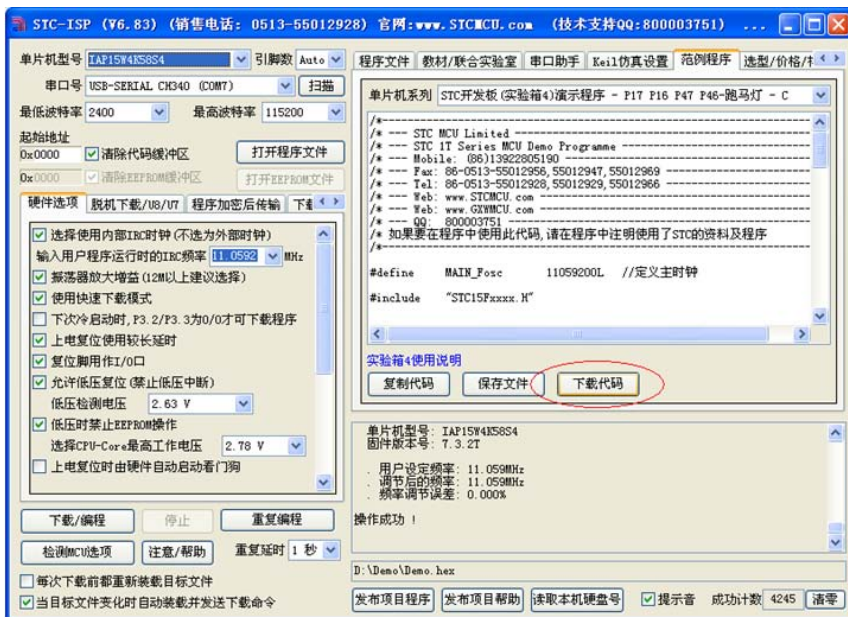 STC-ISP (V6.83) (销售电话: 0513-55012928) 官网:www.STCMCU.com (技术支持QQ:800003751) ...
单片机型号 IAP15W4K58S4 引脚数 Auto
串口号 USB-SERIAL CH340 (COM7) 扫描
最低波特率 2400 最高波特率 115200
起始地址
0x0000 清除代码缓冲区 打开程序文件
0x0000 清除EEPROM缓冲区 打开EEPROM文件
硬件选项 脱机下载/U8/U7 程序加密后传输
选择使用内部IRC时钟(不选为外部时钟)
输入用户程序运行时的IRC频率 11.0592 MHz
振荡器放大增益(12M以上建议选择)
使用快速下载模式
下次冷启动时,P3.2/P3.3为0/0才可下载程序
上电复位使用较长延时
复位脚用作I/O口
允许低压复位(禁止低压中断)
低压检测电压 2.63 V
低压时禁止EEPROM操作
选择CPU-Core最高工作电压 2.78 V
上电复位时由硬件自动启动看门狗
下载/编程 停止 重复编程
检测MCU选项 注意/帮助 重复延时 1 秒
每次下载前都重新装载目标文件
当目标文件变化时自动装载并发送下载命令
程序文件 教材/联合实验室 串口助手 Keil仿真设置 范例程序 选型/价格/
单片机系列 STC开发板(实验箱4)演示程序 - P17 P16 P47 P46-跑马灯 - C
/*---
/* --- STC MCU Limited ---
/* --- STC 1T Series MCU Demo Programme ---
/* --- Mobile: (86)13922805190 ---
/* --- Fax: 86-0513-55012956,55012947,55012969
/* --- Tel: 86-0513-55012928,55012929,55012966
/* --- Web: www.STCMCU.com ---
/* --- Web: www.GXWMCU.com ---
/* --- QQ: 800003751 ---
/* 如果要在程序中使用此代码,请在程序中注明使用了STC的资料及程序
/*---
#define MAIN_Fosc 11059200L //定义主时钟
#include "STC15Fxxxx.H"
实验箱4使用说明
复制代码 保存文件 下载代码
单片机型号: IAP15W4K58S4
固件版本号: 7.3.2T
. 用户设定频率: 11.059MHz
. 调节后的频率: 11.059MHz
. 频率调节误差: 0.000%
操作成功 !
D:\Demo\Demo.hex
发布项目程序 发布项目帮助 读取本机硬盘号 提示音 成功计数 4245 清零